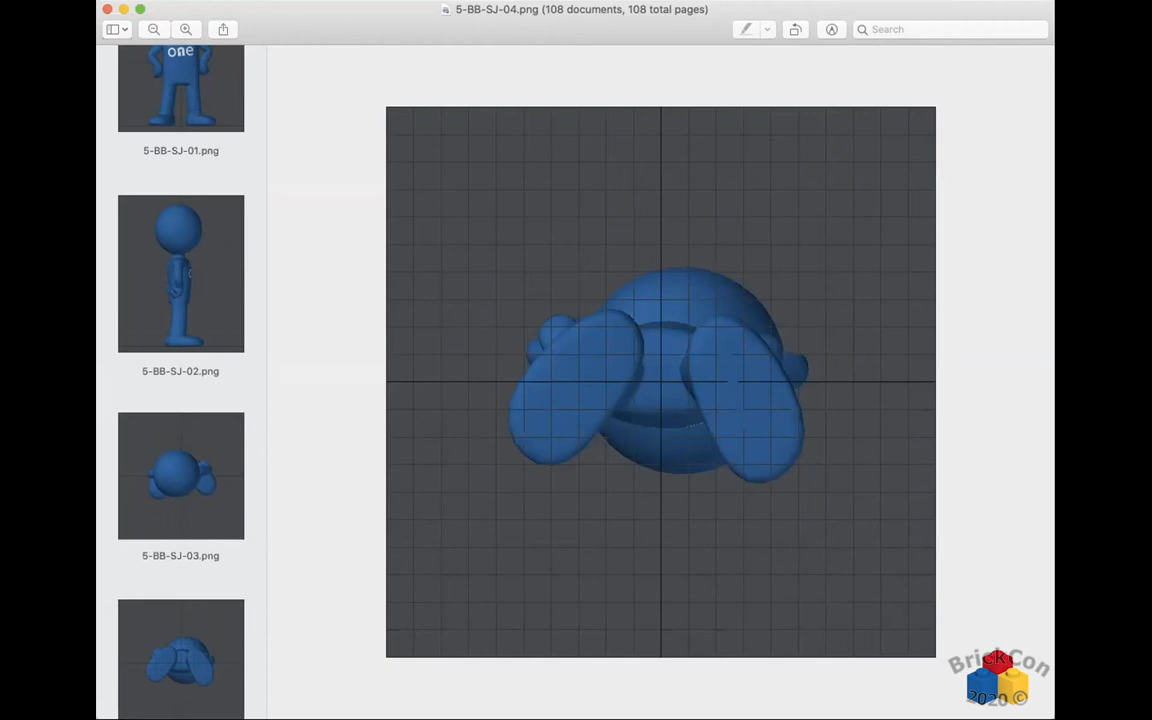 5-BB-SJ-04.png (108 documents, 108 total pages)
Search
one
5-BB-SJ-01.png
5-BB-SJ-02.png
5-BB-SJ-03.png
BrickCon
2020 ©